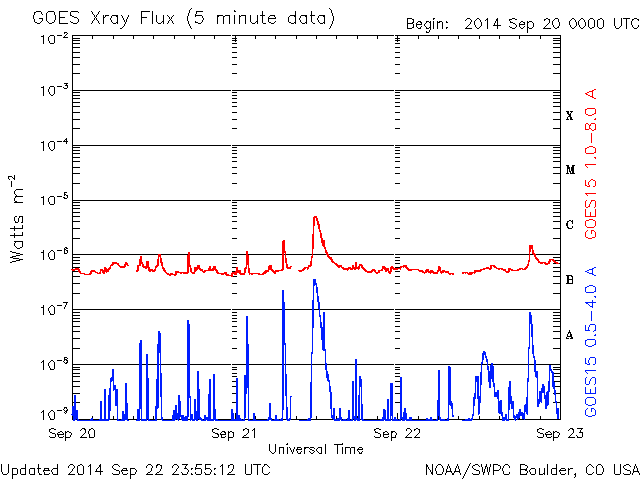 GOES Xray Flux (5 minute data)
Begin: 2014 Sep 20 0000 UTC
10⁻²
10⁻³
10⁻⁴
10⁻⁵
10⁻⁶
10⁻⁷
10⁻⁸
10⁻⁹
Watts m⁻²
X
M
C
B
A
GOES15 1.0-8.0 A
GOES15 0.5-4.0 A
Sep 20
Sep 21
Sep 22
Sep 23
Universal Time
Updated 2014 Sep 22 23:55:12 UTC
NOAA/SWPC Boulder, CO USA